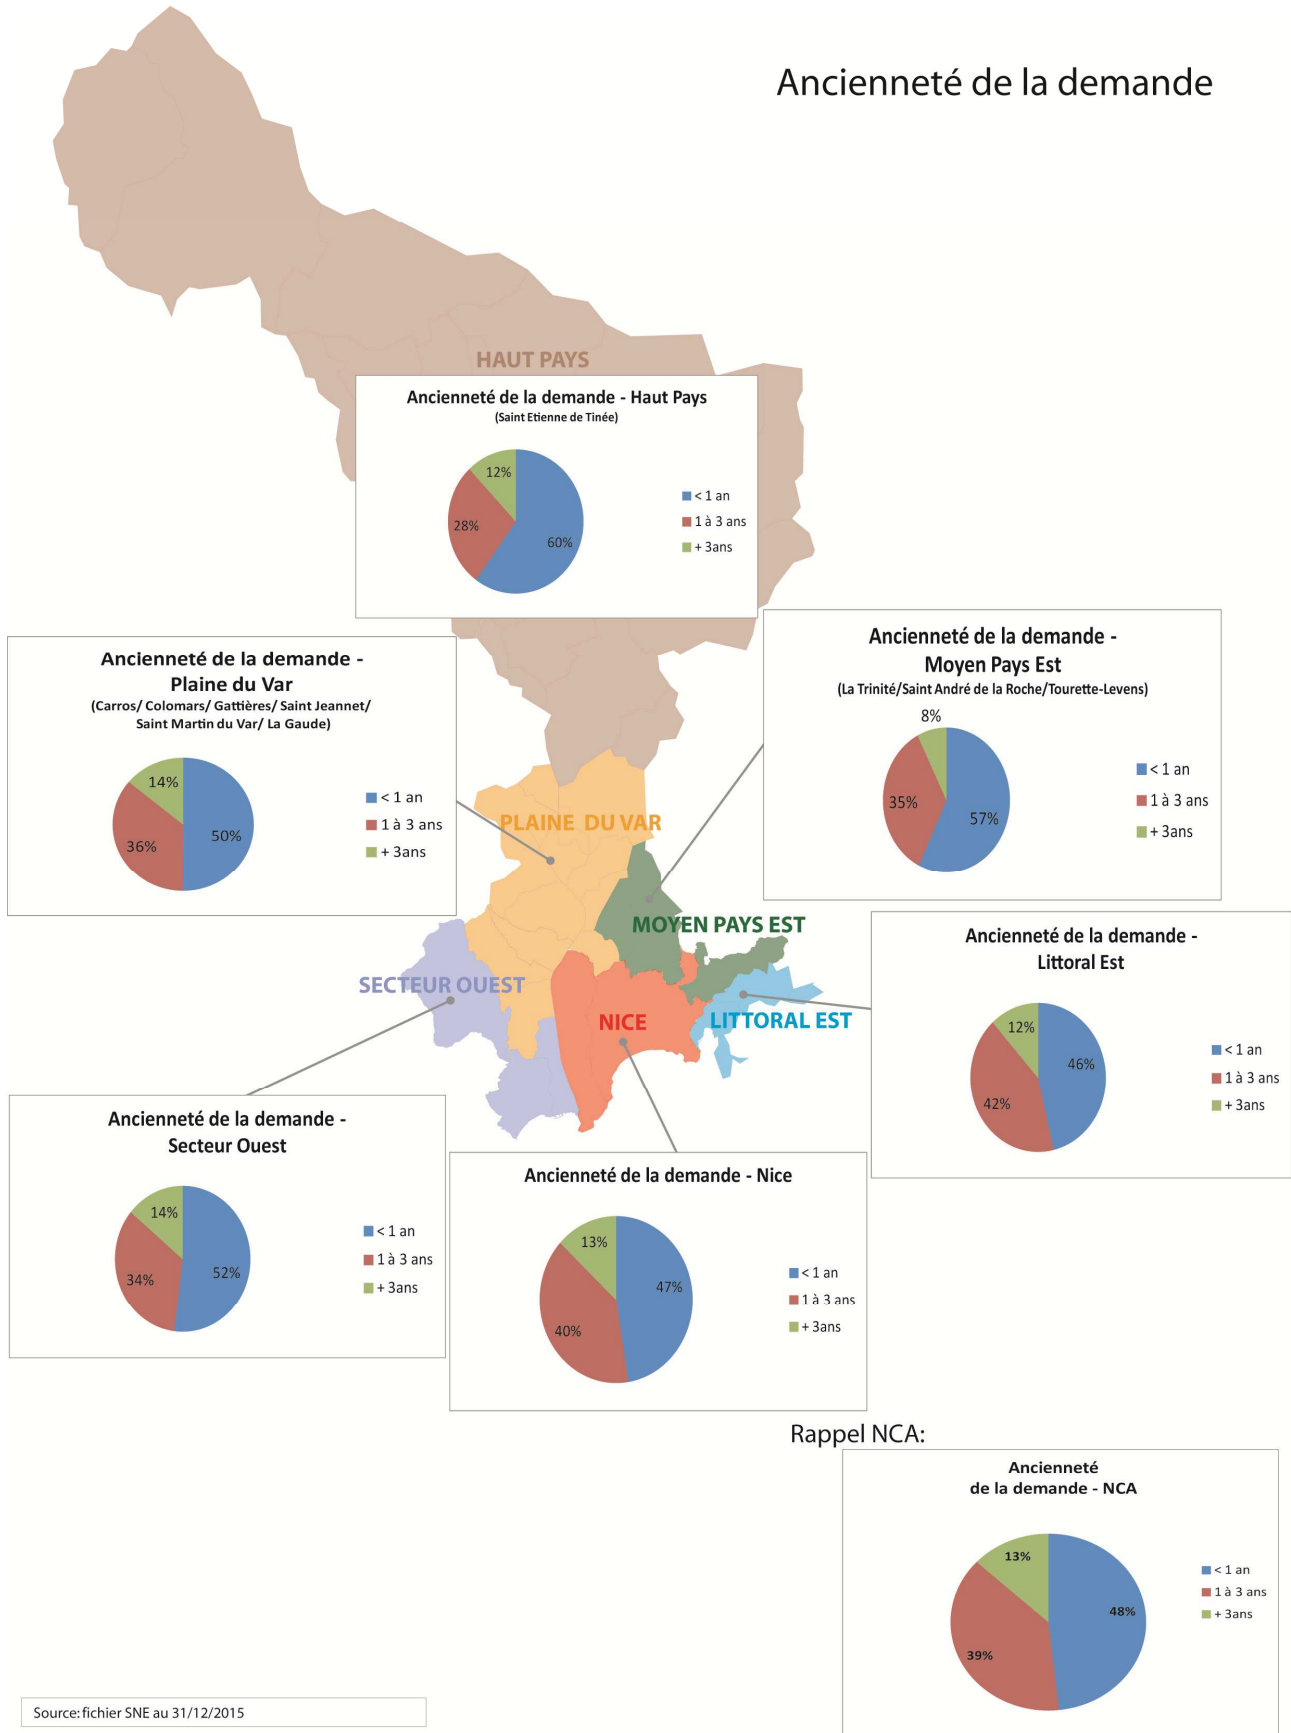 Ancienneté de la demande
HAUT PAYS
Ancienneté de la demande - Haut Pays
(Saint Etienne de Tinée)
12%
28%
60%
< 1 an
1 à 3 ans
+ 3ans
Ancienneté de la demande -
Moyen Pays Est
(La Trinité/Saint André de la Roche/Tourette-Levens)
8%
35%
57%
< 1 an
1 à 3 ans
+ 3ans
Ancienneté de la demande -
Plaine du Var
(Carros/ Colomars/ Gattières/ Saint Jeannet/
Saint Martin du Var/ La Gaude)
14%
36%
50%
< 1 an
1 à 3 ans
+ 3ans
PLAINE DU VAR
MOYEN PAYS EST
SECTEUR OUEST
NICE
LITTORAL EST
Ancienneté de la demande -
Littoral Est
12%
46%
42%
< 1 an
1 à 3 ans
+ 3ans
Ancienneté de la demande -
Secteur Ouest
14%
34%
52%
< 1 an
1 à 3 ans
+ 3ans
Ancienneté de la demande - Nice
13%
47%
40%
< 1 an
1 à 3 ans
+ 3ans
Rappel NCA:
Ancienneté
de la demande - NCA
13%
48%
39%
< 1 an
1 à 3 ans
+ 3ans
Source: fichier SNE au 31/12/2015